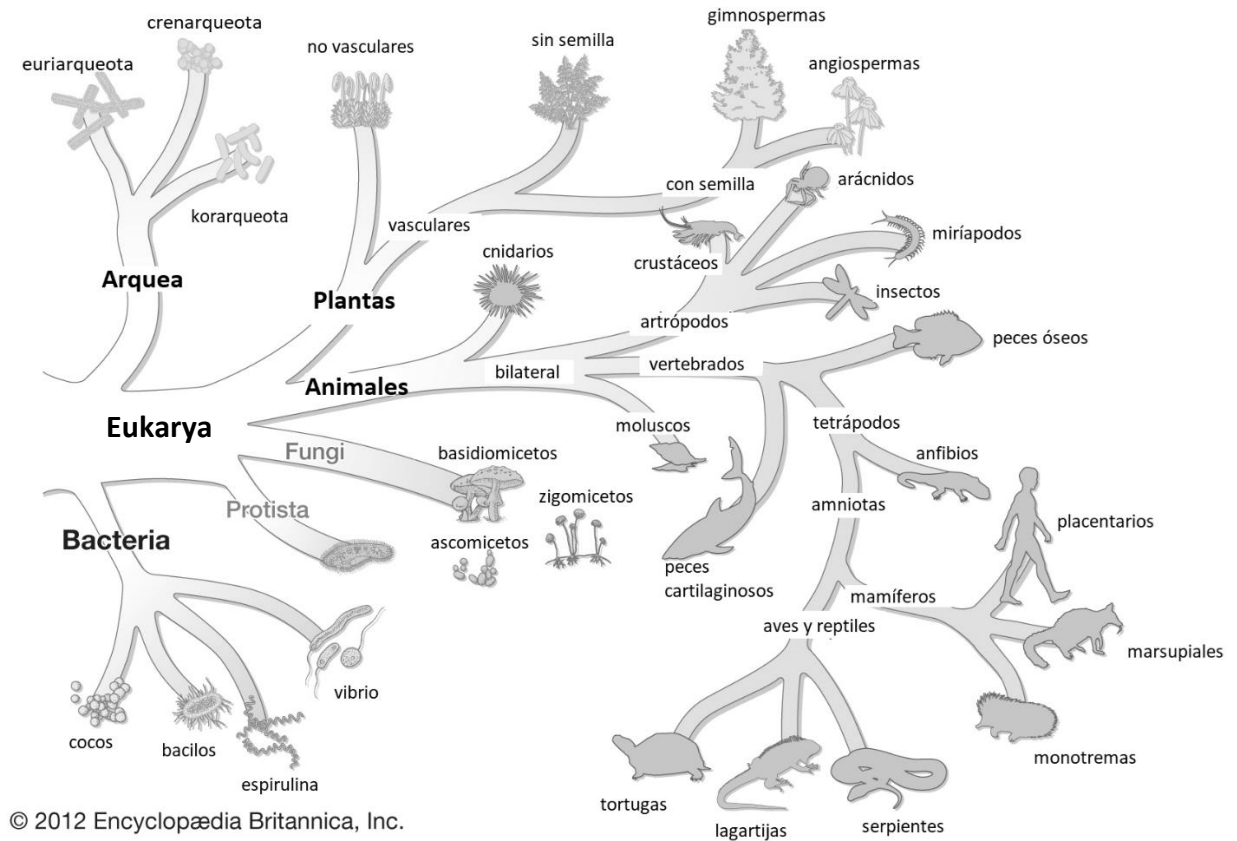 crenarqueota
euriarqueota
korarqueota
Arquea
no vasculares
sin semilla
gimnospermas
angiospermas
con semilla
vasculares
Plantas
cnidarios
arácnidos
crustáceos
miríapodos
insectos
artrópodos
peces óseos
vertebrados
bilateral
Animales
Eukarya
moluscos
tetrápodos
anfibios
amniotas
placentarios
Fungi
basidiomicetos
zigomicetos
ascomicetos
Protista
Bacteria
peces
cartilaginosos
mamíferos
aves y reptiles
marsupiales
monotremas
vibrio
cocos
bacilos
espirulina
tortugas
lagartijas
serpientes
© 2012 Encyclopædia Britannica, Inc.